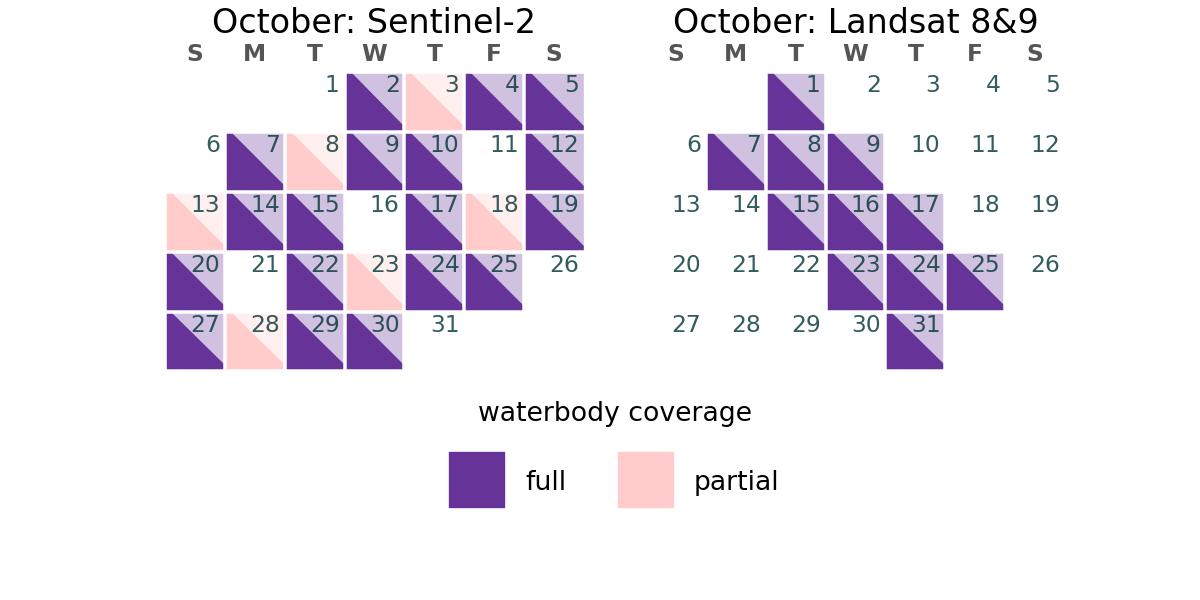 October: Sentinel-2
S M T W T F S
1 2 3 4 5
6 7 8 9 10 11 12
13 14 15 16 17 18 19
20 21 22 23 24 25 26
27 28 29 30 31
October: Landsat 8&9
S M T W T F S
1 2 3 4 5
6 7 8 9 10 11 12
13 14 15 16 17 18 19
20 21 22 23 24 25 26
27 28 29 30 31
waterbody coverage
full partial